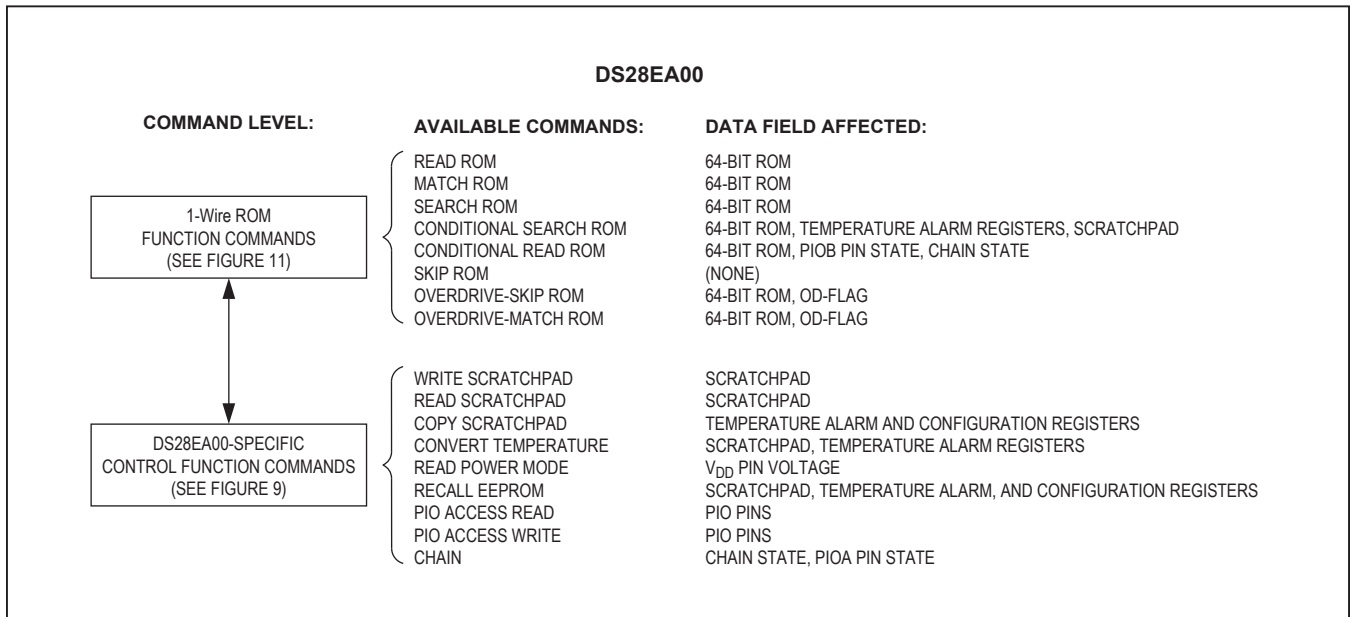 DS28EA00
COMMAND LEVEL: AVAILABLE COMMANDS: DATA FIELD AFFECTED:
1-Wire ROM
FUNCTION COMMANDS
(SEE FIGURE 11)
READ ROM 64-BIT ROM
MATCH ROM 64-BIT ROM
SEARCH ROM 64-BIT ROM
CONDITIONAL SEARCH ROM 64-BIT ROM, TEMPERATURE ALARM REGISTERS, SCRATCHPAD
CONDITIONAL READ ROM 64-BIT ROM, PIOB PIN STATE, CHAIN STATE
SKIP ROM (NONE)
OVERDRIVE-SKIP ROM 64-BIT ROM, OD-FLAG
OVERDRIVE-MATCH ROM 64-BIT ROM, OD-FLAG
DS28EA00-SPECIFIC
CONTROL FUNCTION COMMANDS
(SEE FIGURE 9)
WRITE SCRATCHPAD SCRATCHPAD
READ SCRATCHPAD SCRATCHPAD
COPY SCRATCHPAD TEMPERATURE ALARM AND CONFIGURATION REGISTERS
CONVERT TEMPERATURE SCRATCHPAD, TEMPERATURE ALARM REGISTERS
READ POWER MODE VDD PIN VOLTAGE
RECALL EEPROM SCRATCHPAD, TEMPERATURE ALARM, AND CONFIGURATION REGISTERS
PIO ACCESS READ PIO PINS
PIO ACCESS WRITE PIO PINS
CHAIN CHAIN STATE, PIOA PIN STATE